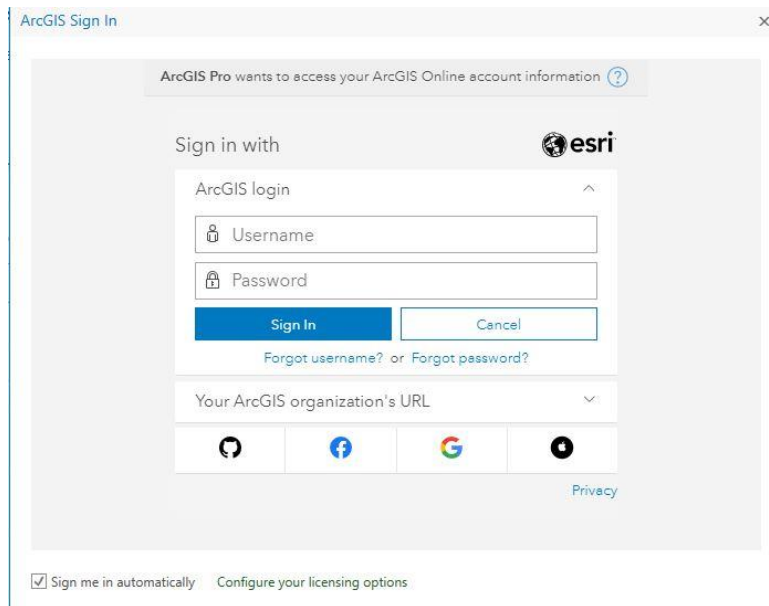 ArcGIS Sign In
ArcGIS Pro wants to access your ArcGIS Online account information ?
Sign in with
esri
ArcGIS login
Username
Password
Sign In Cancel
Forgot username? or Forgot password?
Your ArcGIS organization's URL
Privacy
Sign me in automatically Configure your licensing options